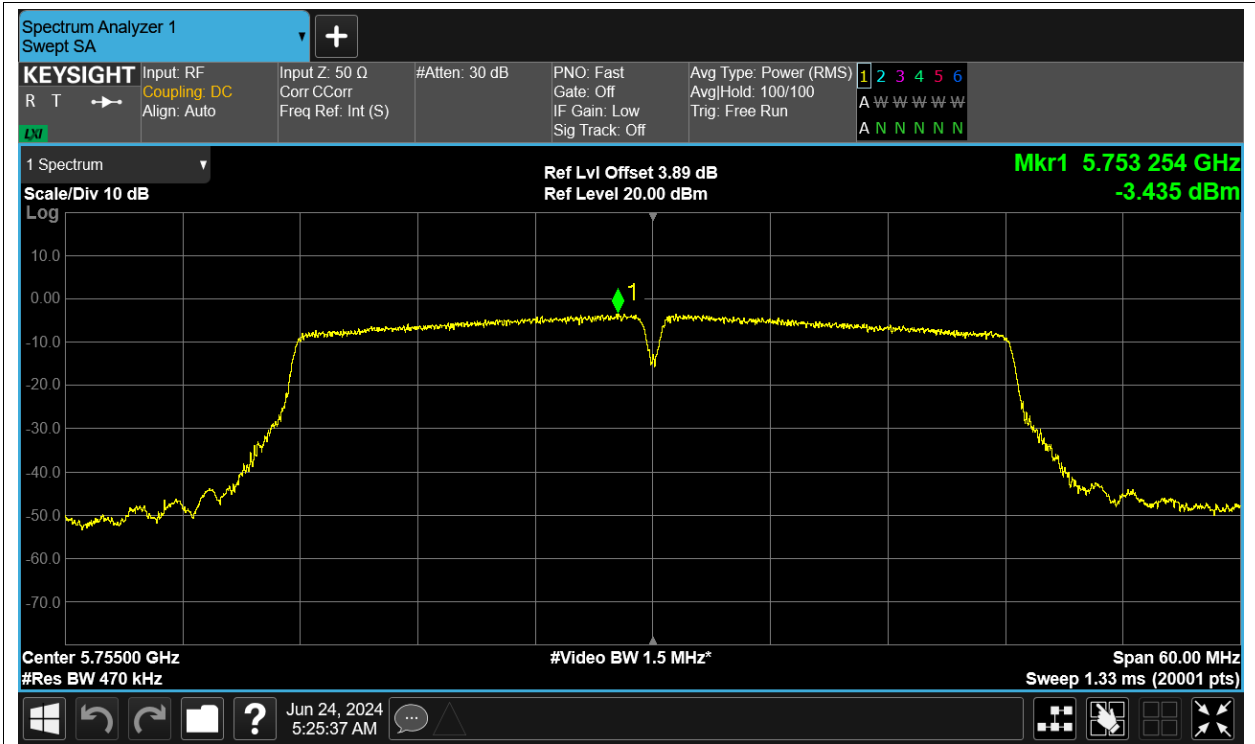 Spectrum Analyzer 1
Swept SA
KEYSIGHT
R T
LXI
Input: RF
Coupling: DC
Align: Auto
Input Z: 50 Ω
Corr CCorr
Freq Ref: Int (S)
#Atten: 30 dB
PNO: Fast
Gate: Off
IF Gain: Low
Sig Track: Off
Avg Type: Power (RMS)
Avg|Hold: 100/100
Trig: Free Run
1 2 3 4 5 6
A W W W W W
A N N N N N
1 Spectrum
Scale/Div 10 dB
Log
Ref Lvl Offset 3.89 dB
Ref Level 20.00 dBm
Mkr1 5.753 254 GHz
-3.435 dBm
10.0
0.00
-10.0
-20.0
-30.0
-40.0
-50.0
-60.0
-70.0
1
Center 5.75500 GHz
#Res BW 470 kHz
#Video BW 1.5 MHz*
Span 60.00 MHz
Sweep 1.33 ms (20001 pts)
?
Jun 24, 2024
5:25:37 AM